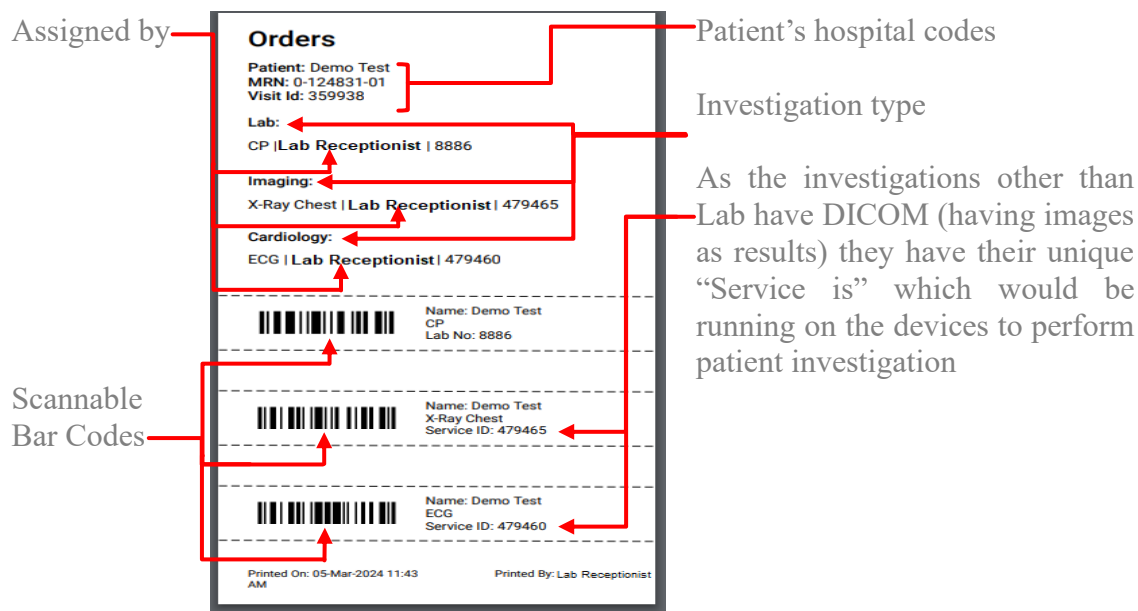 Assigned by
Orders
Patient: Demo Test
MRN: 0-124831-01
Visit Id: 359938
Lab:
CP |Lab Receptionist | 8886
Imaging:
X-Ray Chest | Lab Receptionist| 479465
Cardiology:
ECG | Lab Receptionist| 479460
Name: Demo Test
CP
Lab No: 8886
Name: Demo Test
X-Ray Chest
Service ID: 479465
Name: Demo Test
ECG
Service ID: 479460
Printed On: 05-Mar-2024 11:43
AM
Printed By: Lab Receptionist
Scannable
Bar Codes
Patient’s hospital codes
Investigation type
As the investigations other than
Lab have DICOM (having images
as results) they have their unique
“Service is” which would be
running on the devices to perform
patient investigation